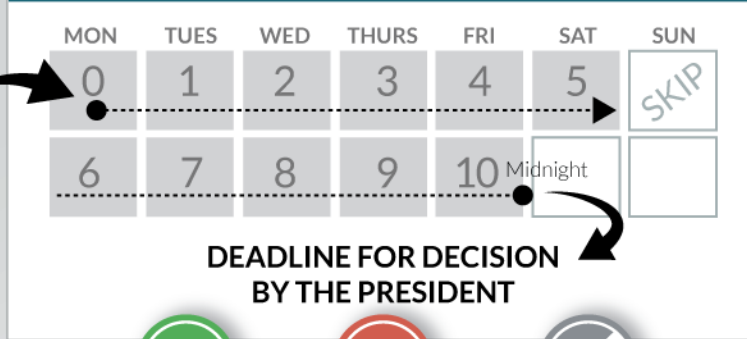 MON TUES WED THURS FRI SAT SUN
0 1 2 3 4 5 SKIP
6 7 8 9 10 Midnight
DEADLINE FOR DECISION
BY THE PRESIDENT